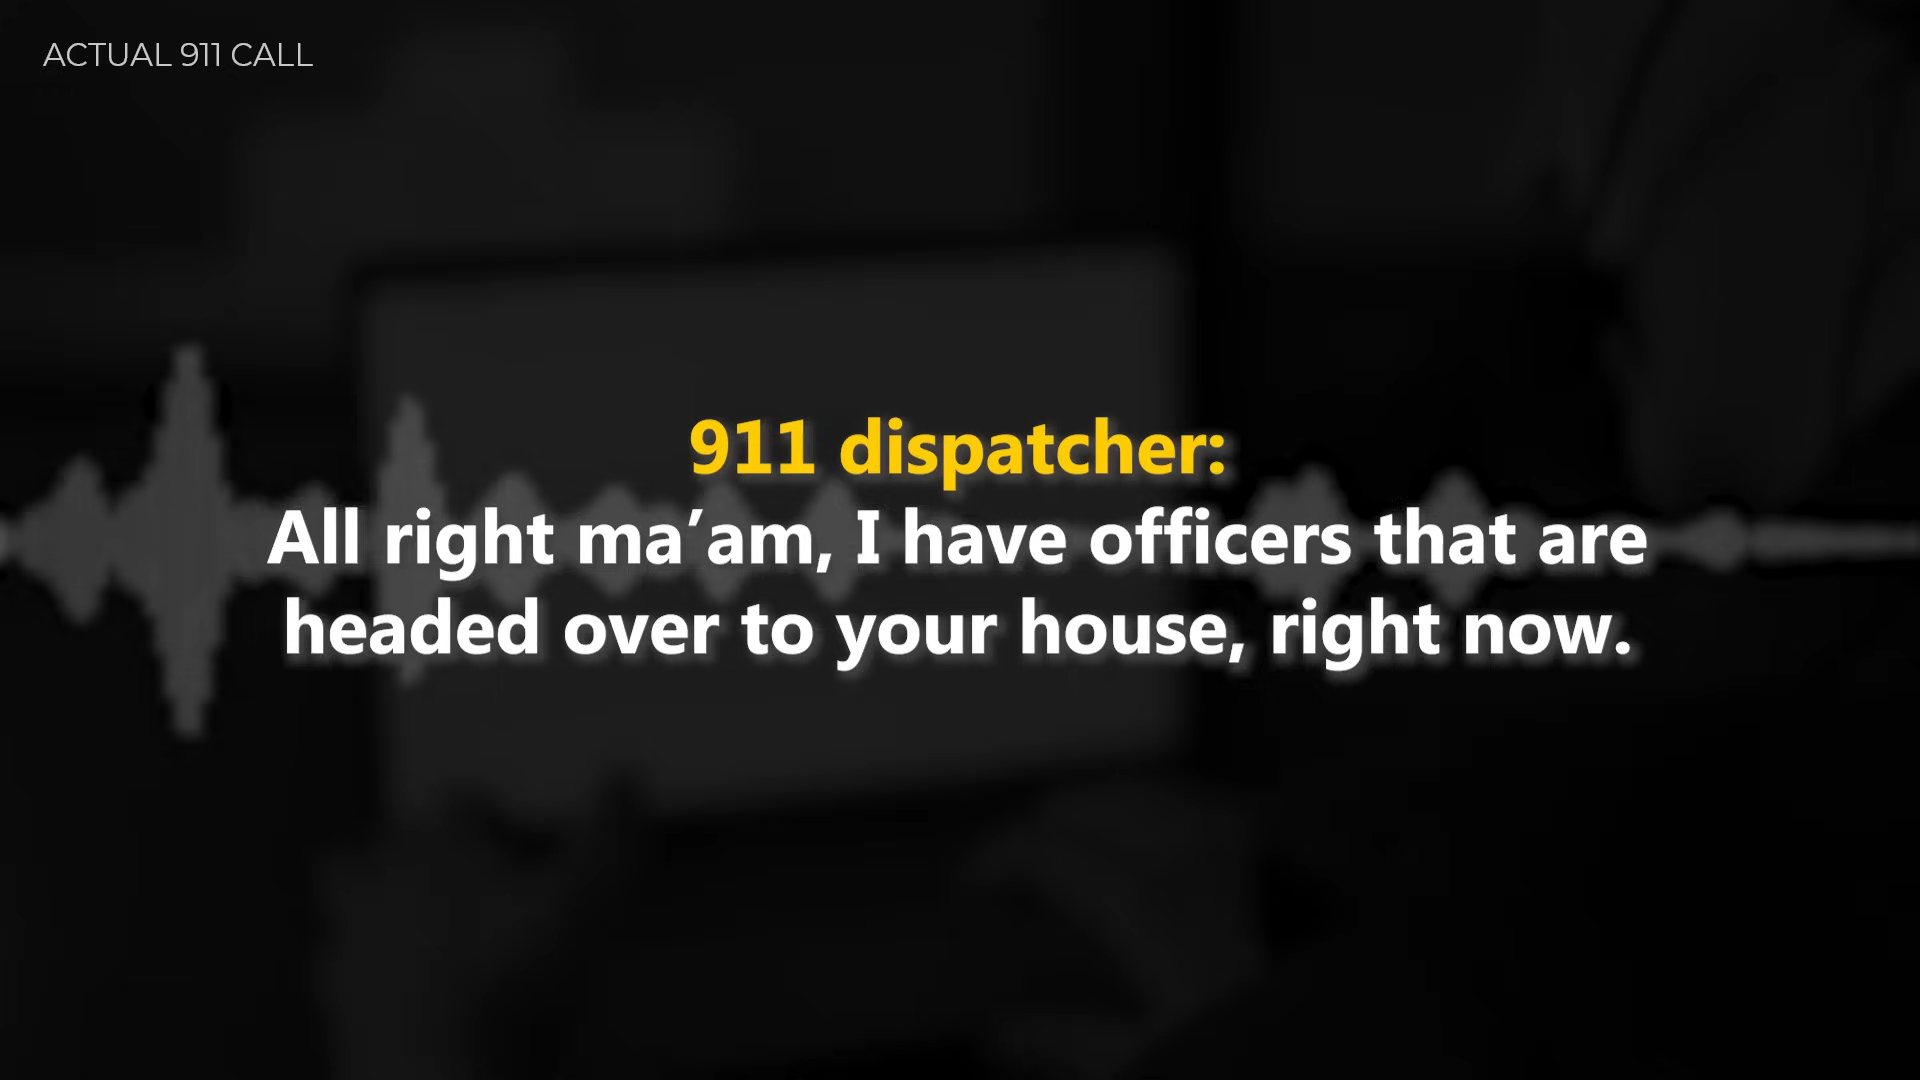 ACTUAL 911 CALL
911 dispatcher:
All right ma’am, I have officers that are
headed over to your house, right now.